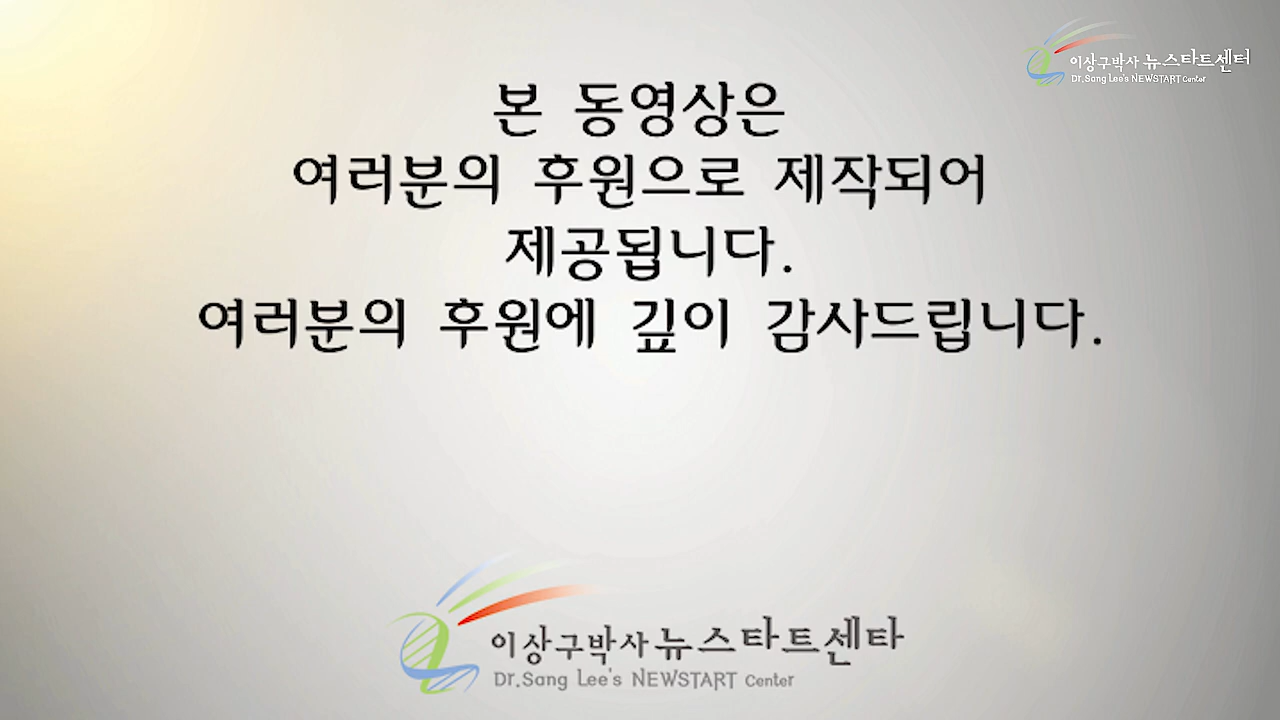 이상구박사 뉴스타트센터
Dr.Sang Lee's NEWSTART Center
본 동영상은
여러분의 후원으로 제작되어
제공됩니다.
여러분의 후원에 깊이 감사드립니다.
이상구박사 뉴스타트센타
Dr.Sang Lee's NEWSTART Center